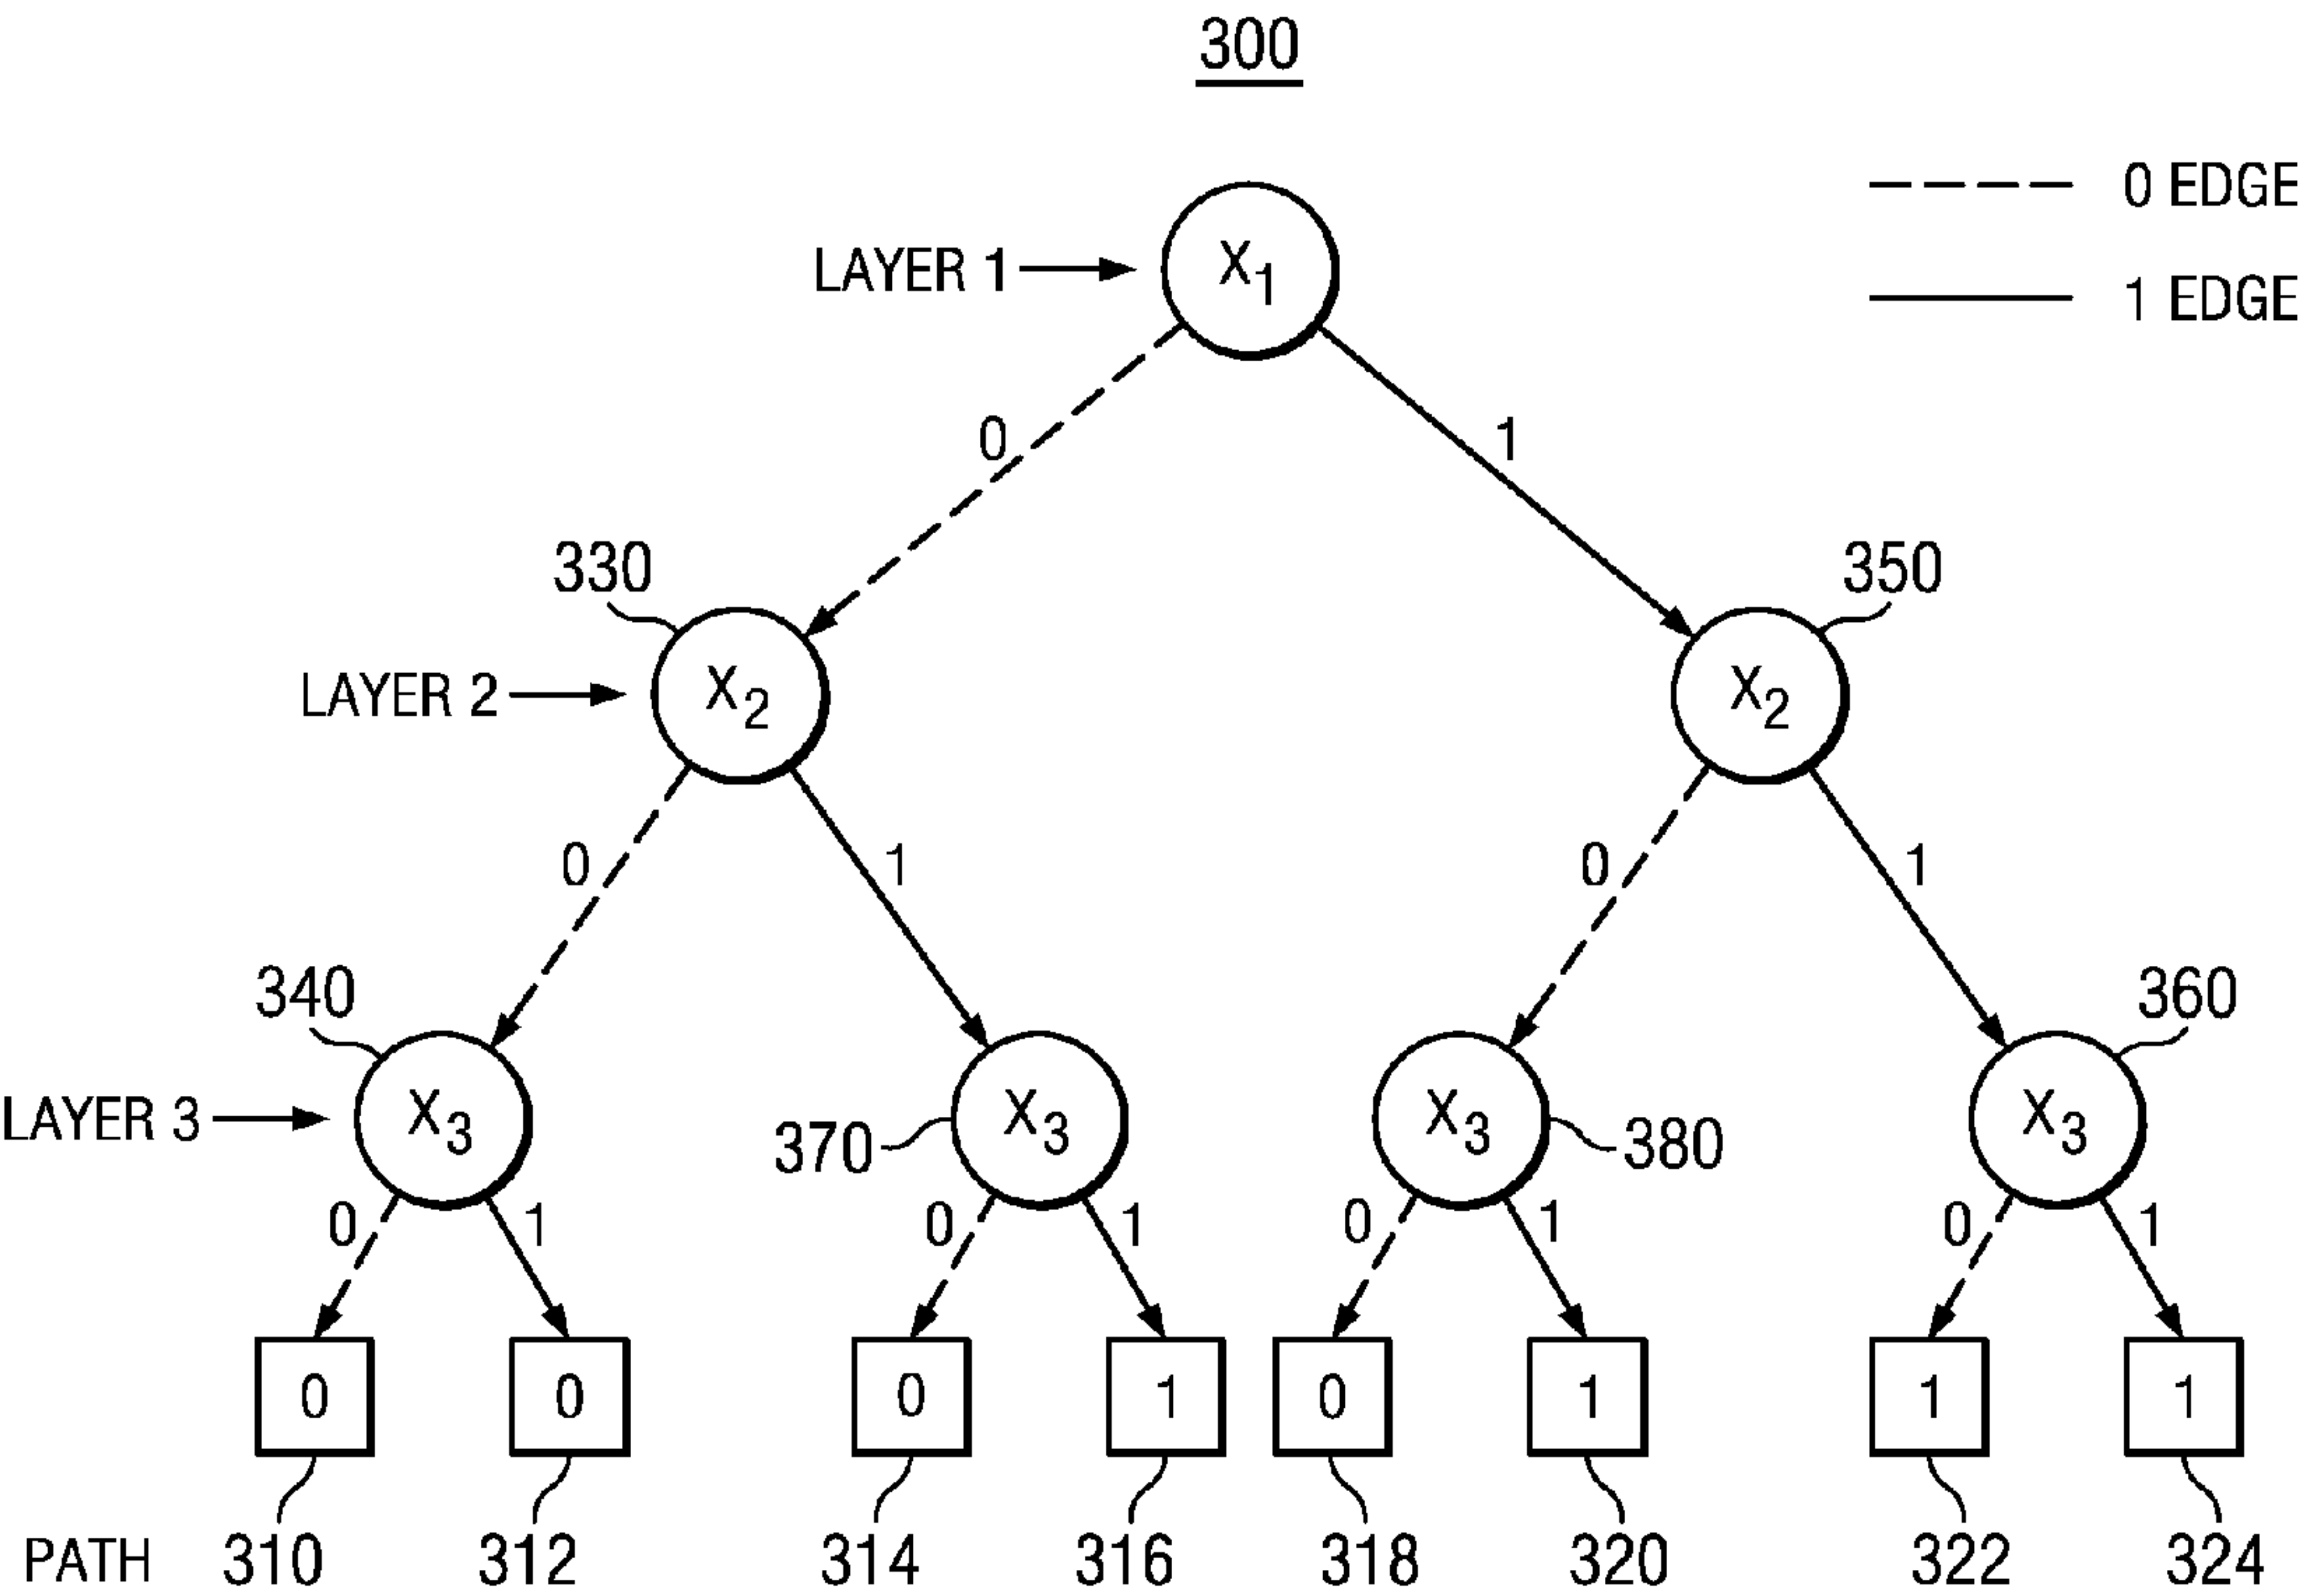 300
0 EDGE
LAYER 1 X1
1 EDGE
0 1
330 350
LAYER 2 X2 X2
0 1 0 1
340 360
LAYER 3 X3 370 X3 X3 380 X3
0 1 0 1 0 1 0 1
0 0 0 1 0 1 1 1
PATH 310 312 314 316 318 320 322 324